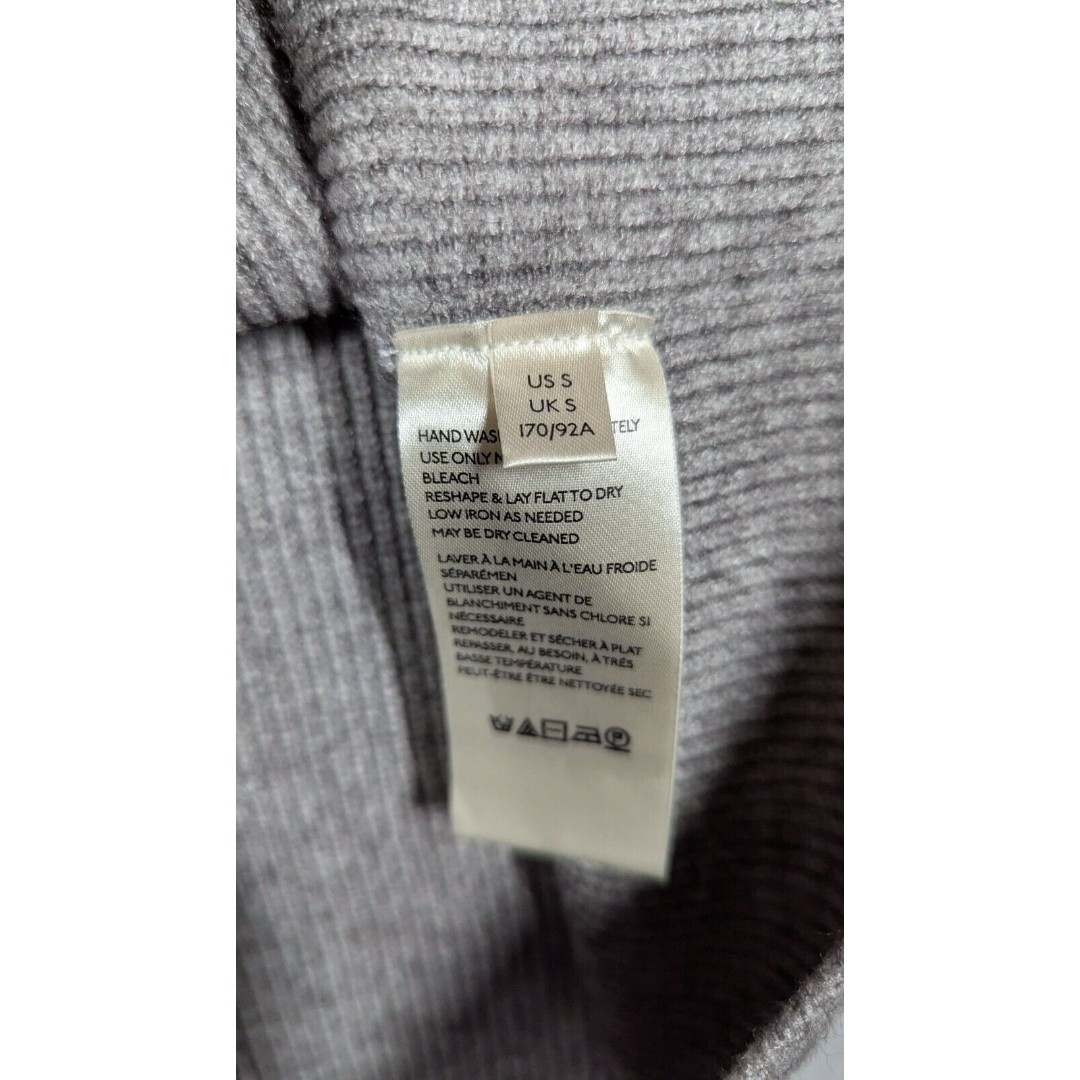 US S
UK S
170/92A
HAND WAS TELY
USE ONLY N
BLEACH
RESHAPE & LAY FLAT TO DRY
LOW IRON AS NEEDED
MAY BE DRY CLEANED
LAVER À LA MAIN À L'EAU FROIDE
SÉPARÉMEN
UTILISER UN AGENT DE
BLANCHIMENT SANS CHLORE SI
NÉCESSAIRE
REMODELER ET SÉCHER À PLAT
REPASSER, AU BESOIN, À TRÉS
BASSE TEMPÉRATURE
PEUT-ÊTRE ÊTRE NETTOYÉE SEC